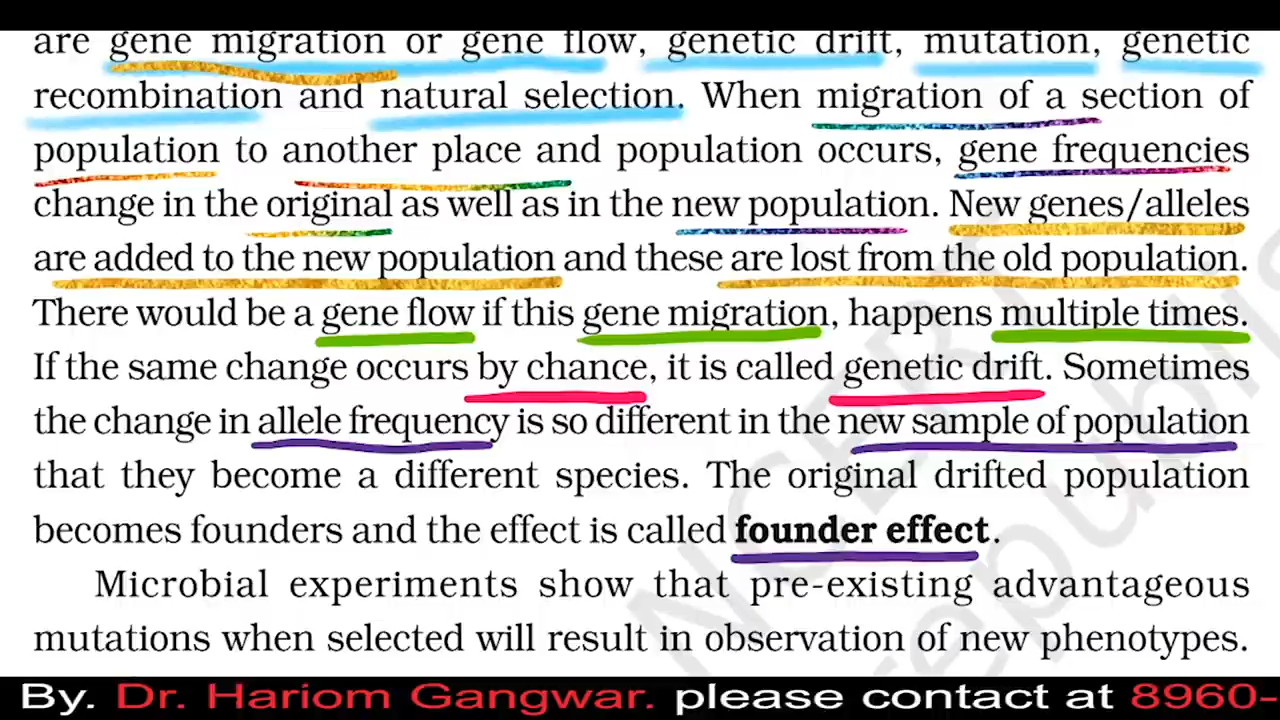 are gene migration or gene flow, genetic drift, mutation, genetic
recombination and natural selection. When migration of a section of
population to another place and population occurs, gene frequencies
change in the original as well as in the new population. New genes/alleles
are added to the new population and these are lost from the old population.
There would be a gene flow if this gene migration, happens multiple times.
If the same change occurs by chance, it is called genetic drift. Sometimes
the change in allele frequency is so different in the new sample of population
that they become a different species. The original drifted population
becomes founders and the effect is called founder effect.
Microbial experiments show that pre-existing advantageous
mutations when selected will result in observation of new phenotypes.
By. Dr. Hariom Gangwar. please contact at 8960-